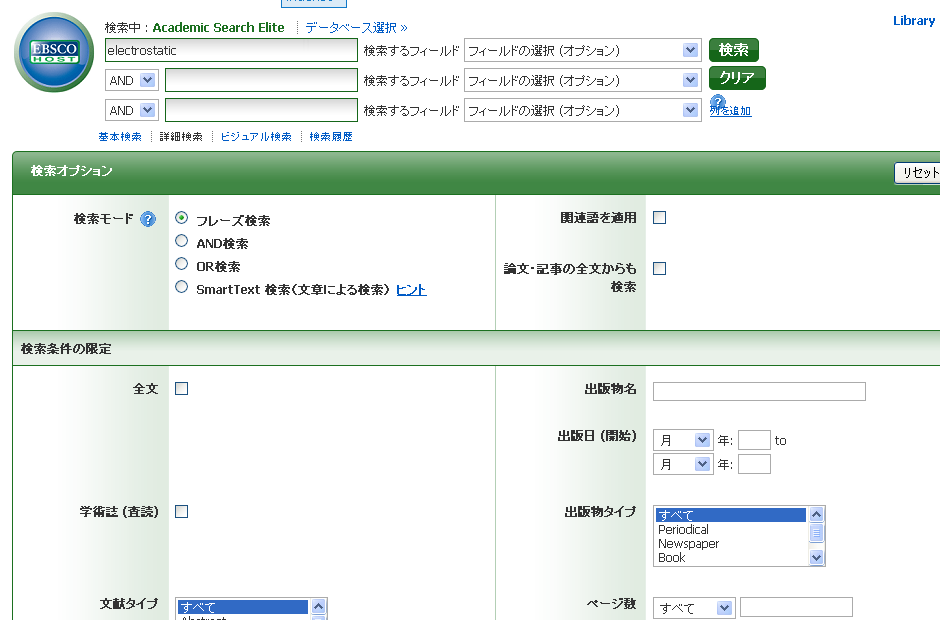 検索中 : Academic Search Elite データベース選択 »
Library
EBSCO
HOST
electrostatic 検索するフィールド フィールドの選択 (オプション) 検索
AND 検索するフィールド フィールドの選択 (オプション) クリア
AND 検索するフィールド フィールドの選択 (オプション) ? 列を追加
基本検索 詳細検索 ビジュアル検索 検索履歴
検索オプション リセット
検索モード ? フレーズ検索 関連語を適用
AND検索
OR検索 論文・記事の全文からも
SmartText 検索(文章による検索) ヒント 検索
検索条件の限定
全文 出版物名
出版日 (開始) 月 年: to
月 年:
学術誌 (査読) 出版物タイプ すべて
Periodical
Newspaper
Book
文献タイプ すべて ページ数 すべて